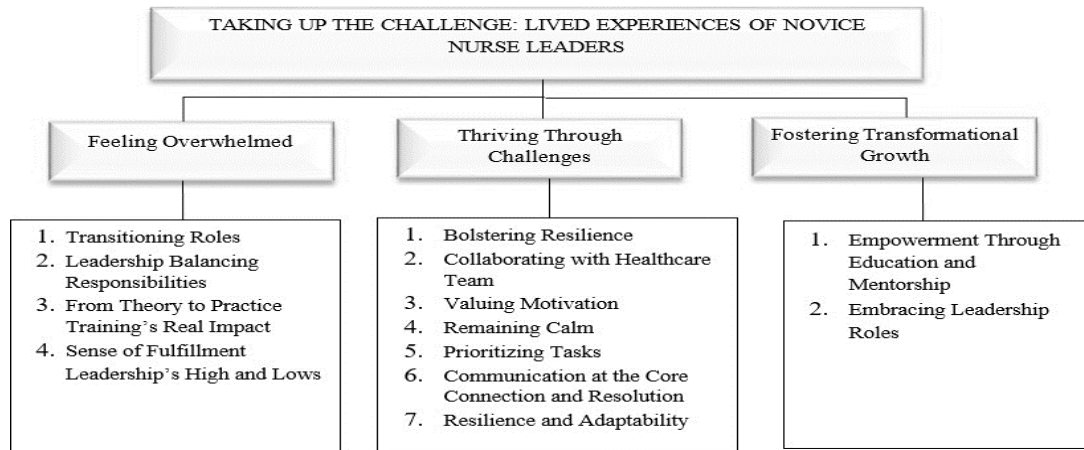 TAKING UP THE CHALLENGE: LIVED EXPERIENCES OF NOVICE
NURSE LEADERS
Feeling Overwhelmed
Thriving Through
Challenges
Fostering Transformational
Growth
1. Transitioning Roles
2. Leadership Balancing
Responsibilities
3. From Theory to Practice
Training’s Real Impact
4. Sense of Fulfillment
Leadership’s High and Lows
1. Bolstering Resilience
2. Collaborating with Healthcare
Team
3. Valuing Motivation
4. Remaining Calm
5. Prioritizing Tasks
6. Communication at the Core
Connection and Resolution
7. Resilience and Adaptability
1. Empowerment Through
Education and
Mentorship
2. Embracing Leadership
Roles